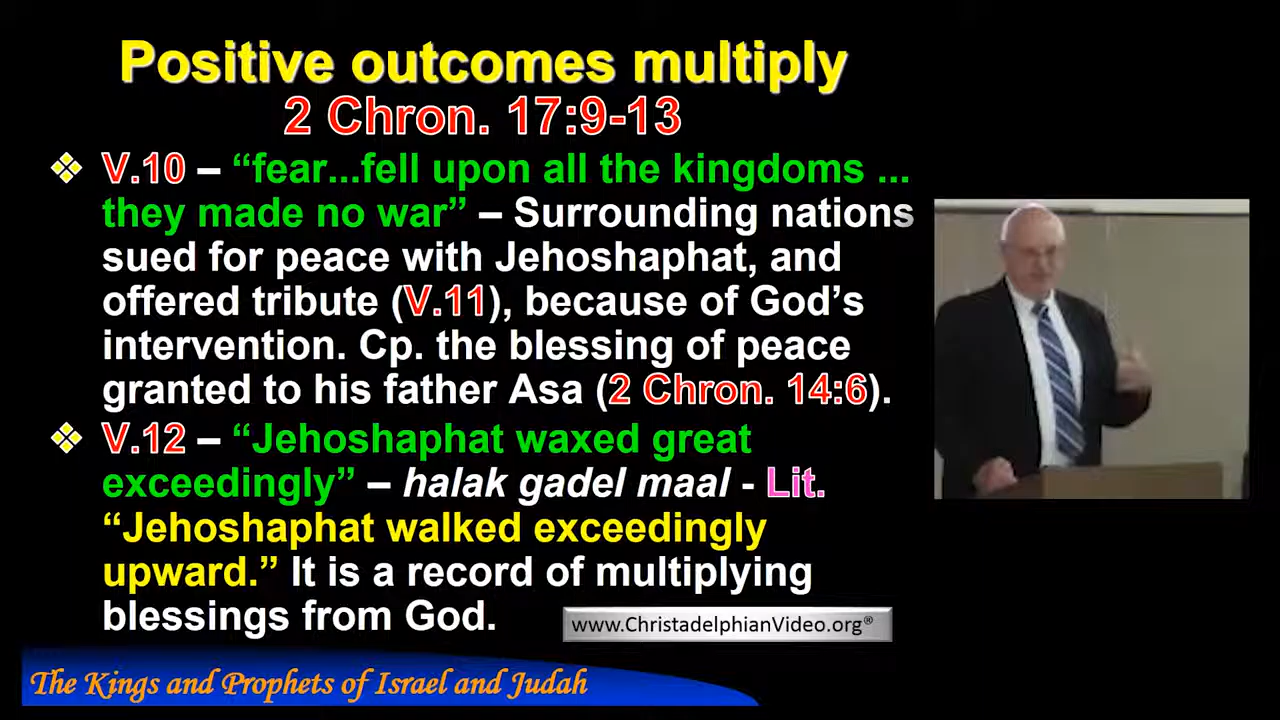 Positive outcomes multiply
2 Chron. 17:9-13
❖ V.10 – “fear...fell upon all the kingdoms ...
they made no war” – Surrounding nations
sued for peace with Jehoshaphat, and
offered tribute (V.11), because of God’s
intervention. Cp. the blessing of peace
granted to his father Asa (2 Chron. 14:6).
❖ V.12 – “Jehoshaphat waxed great
exceedingly” – halak gadel maal - Lit.
“Jehoshaphat walked exceedingly
upward.” It is a record of multiplying
blessings from God.
www.ChristadelphianVideo.org®
The Kings and Prophets of Israel and Judah